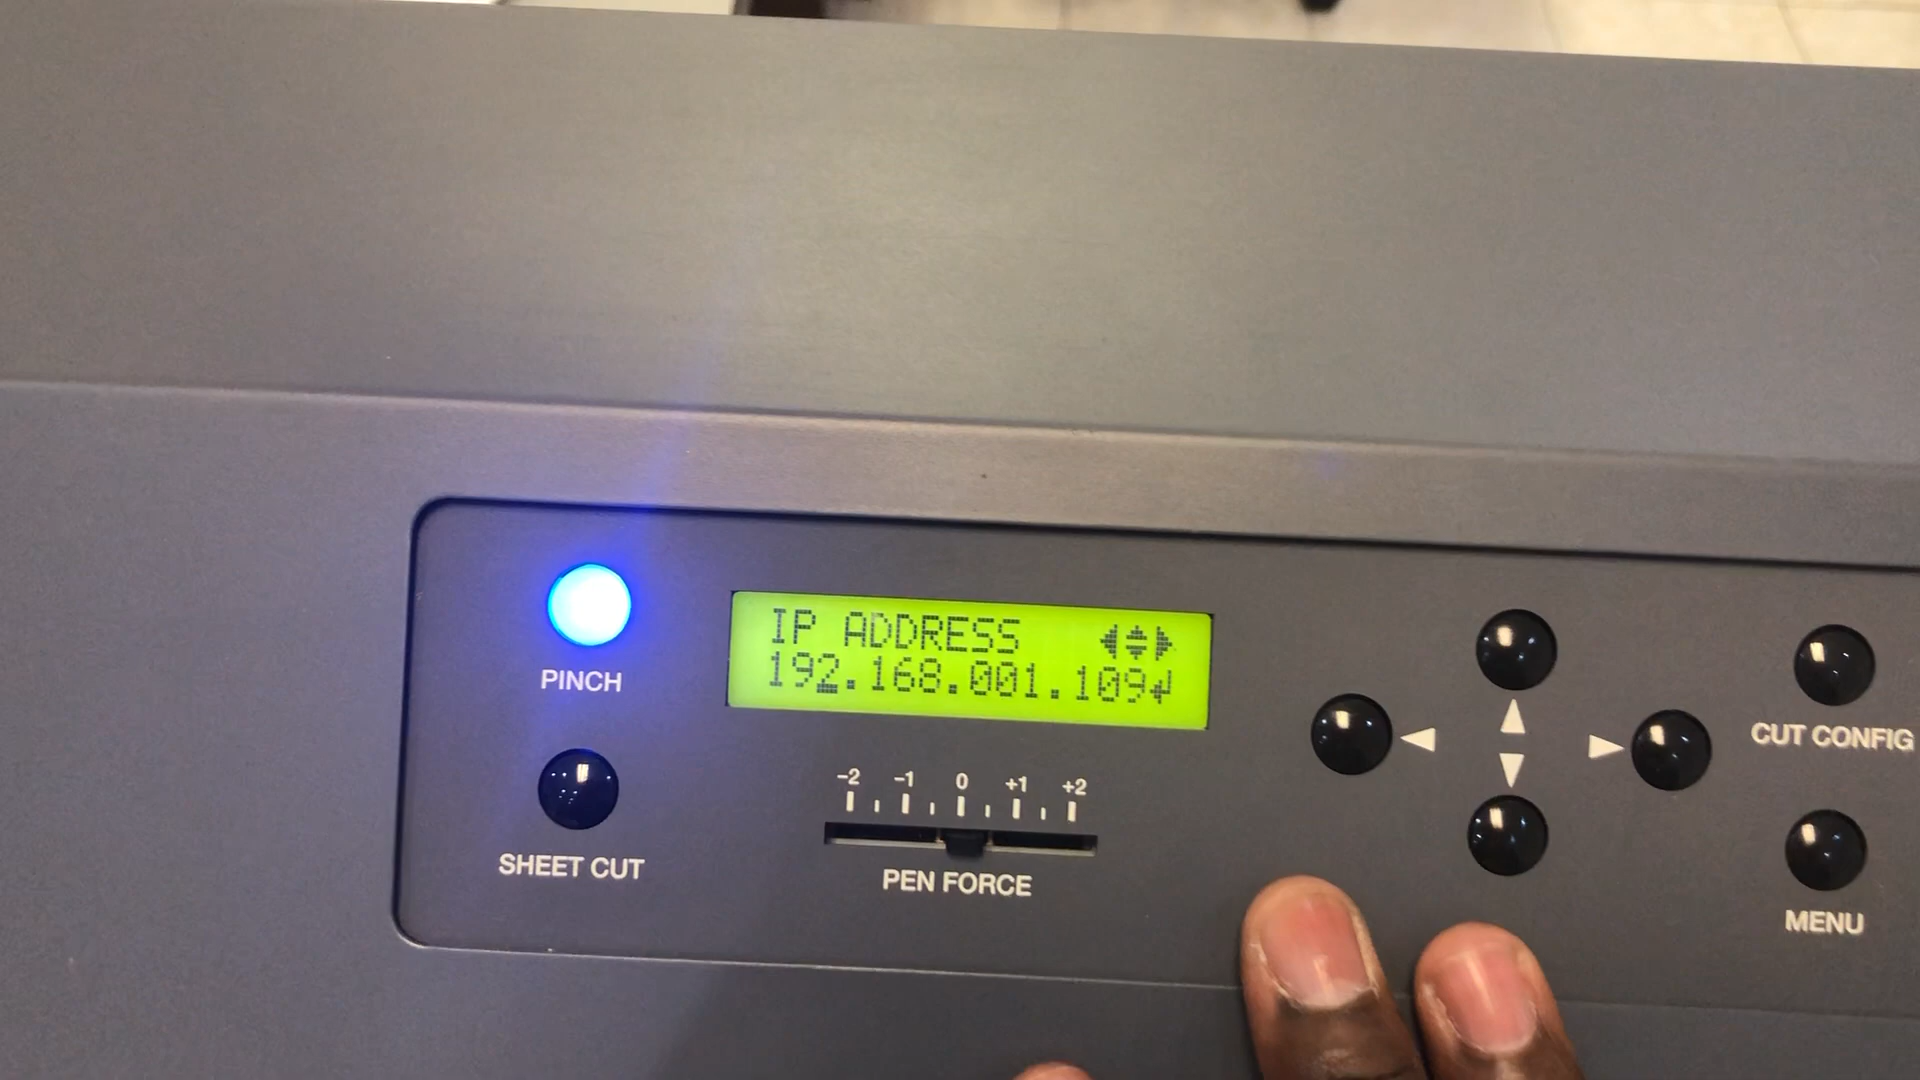 IP ADDRESS
192.168.001.109
PINCH
SHEET CUT
-2 -1 0 +1 +2
PEN FORCE
CUT CONFIG
MENU